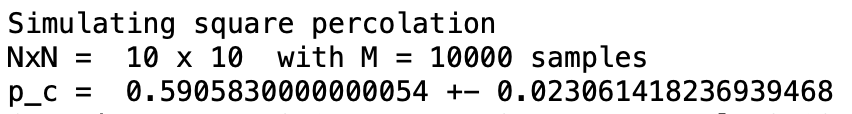 Simulating square percolation
NxN =  10 x 10  with M = 10000 samples
p_c =  0.5905830000000054 +- 0.023061418236939468